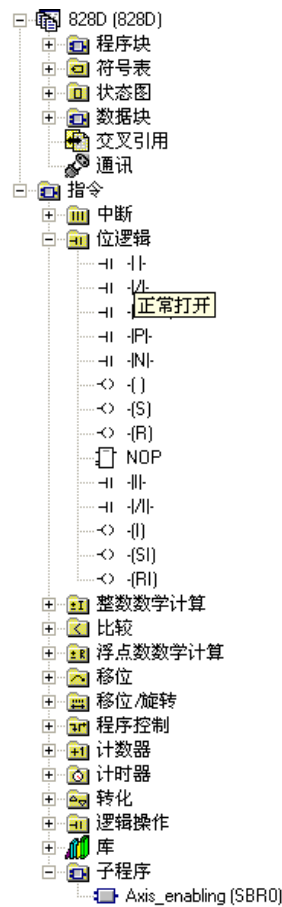 828D (828D)
程序块
符号表
状态图
数据块
交叉引用
通讯
指令
中断
位逻辑
-| |-
-|/|-
正常打开
-|P|-
-|N|-
-( )
-(S)
-(R)
NOP
-|I|-
-|/I|-
-(I)
-(SI)
-(RI)
整数数学计算
比较
浮点数数学计算
移位
移位/旋转
程序控制
计数器
计时器
转化
逻辑操作
库
子程序
Axis_enabling (SBR0)